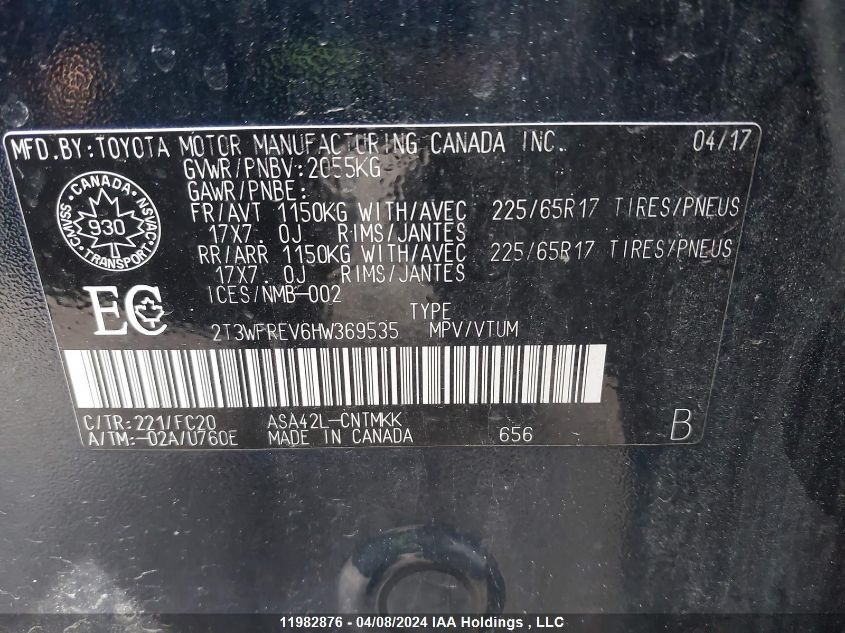 MFD.BY:TOYOTA MOTOR MANUFACTURING CANADA INC. 04/17
GVWR/PNBV:2055KG
GAWR/PNBE:
FR/AVT 1150KG WITH/AVEC 225/65R17 TIRES/PNEUS
17X7.0J RIMS/JANTES
RR/ARR 1150KG WITH/AVEC 225/65R17 TIRES/PNEUS
17X7.0J RIMS/JANTES
ICES/NMB-002
CANADA
CMVSS 930 NSVAC
TRANSPORT
EC
TYPE
2T3WFREV6HW369535 MPV/VTUM
C/TR:221/FC20 ASA42L-CNTMKK
A/TM:-02A/U760E MADE IN CANADA 656 B
11982876 - 04/08/2024 IAA Holdings , LLC